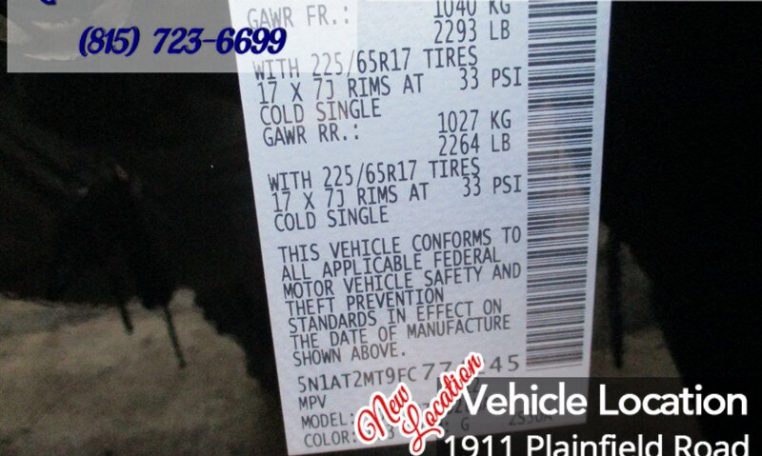 GAWR FR.: 1040 KG
2293 LB
(815) 723-6699
WITH 225/65R17 TIRES
17 X 7J RIMS AT 33 PSI
COLD SINGLE
GAWR RR.: 1027 KG
2264 LB
WITH 225/65R17 TIRES
17 X 7J RIMS AT 33 PSI
COLD SINGLE
THIS VEHICLE CONFORMS TO
ALL APPLICABLE FEDERAL
MOTOR VEHICLE SAFETY AND
THEFT PREVENTION
STANDARDS IN EFFECT ON
THE DATE OF MANUFACTURE
SHOWN ABOVE.
MPV
MODEL:
COLOR:
New
Location
Vehicle Location
1911 Plainfield Road